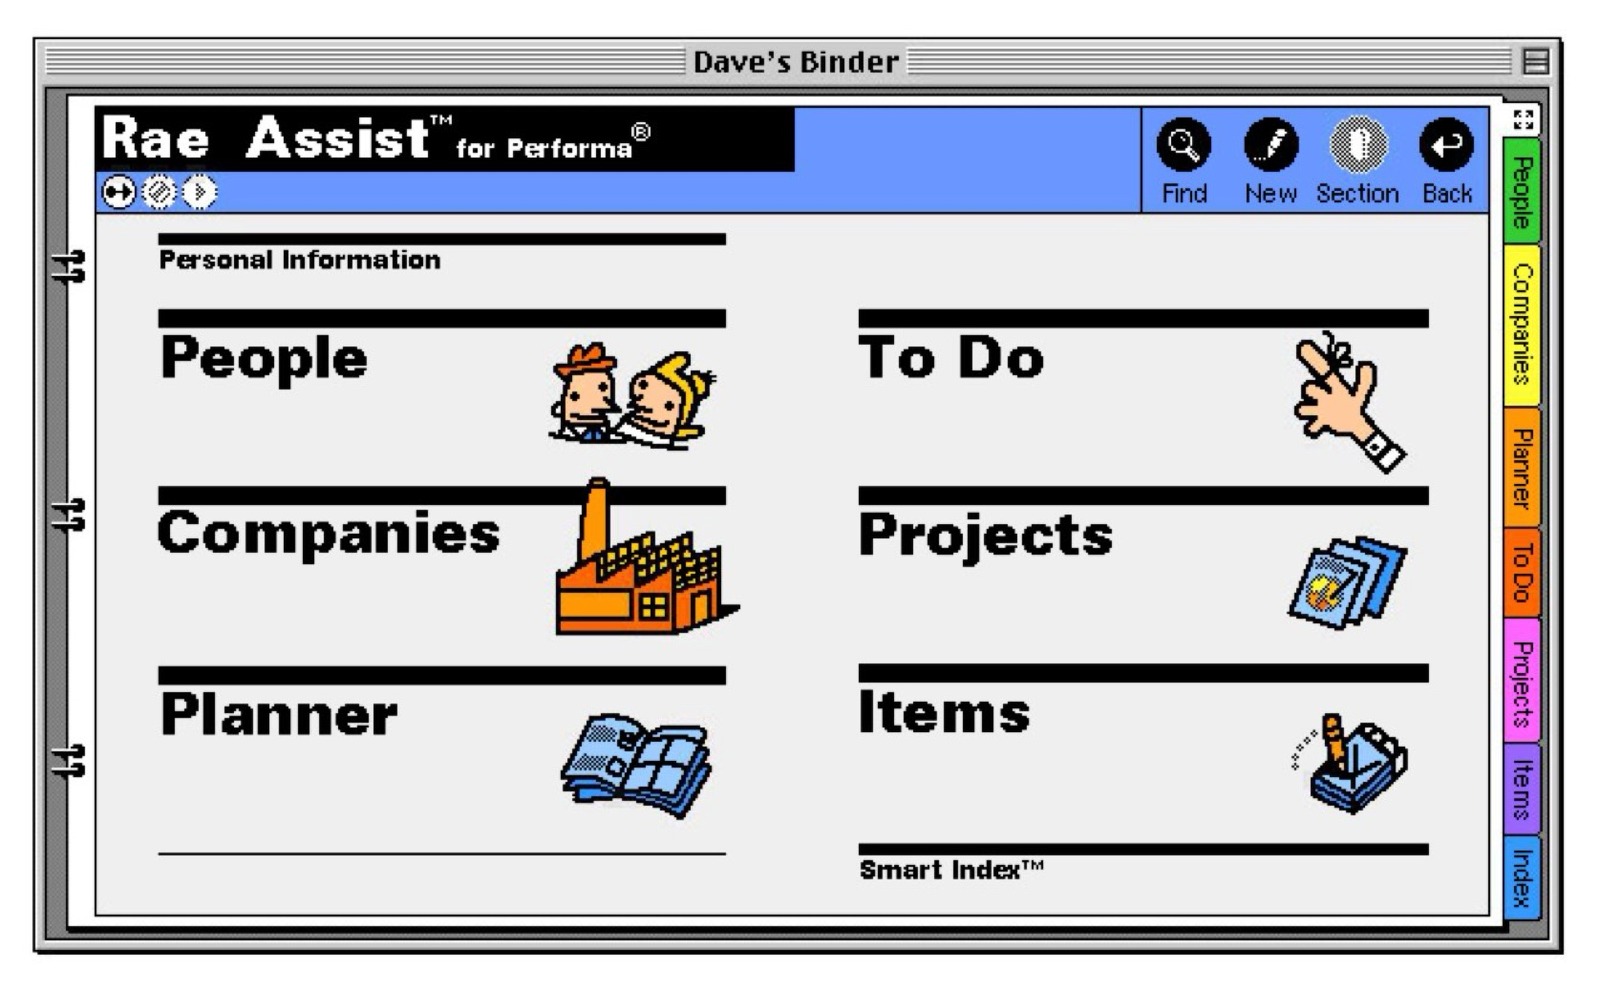 Dave's Binder
Rae Assist™ for Performa®
Find New Section Back
Personal Information
People
Companies
Planner
To Do
Projects
Items
Smart Index™
People
Companies
Planner
To Do
Projects
Items
Index